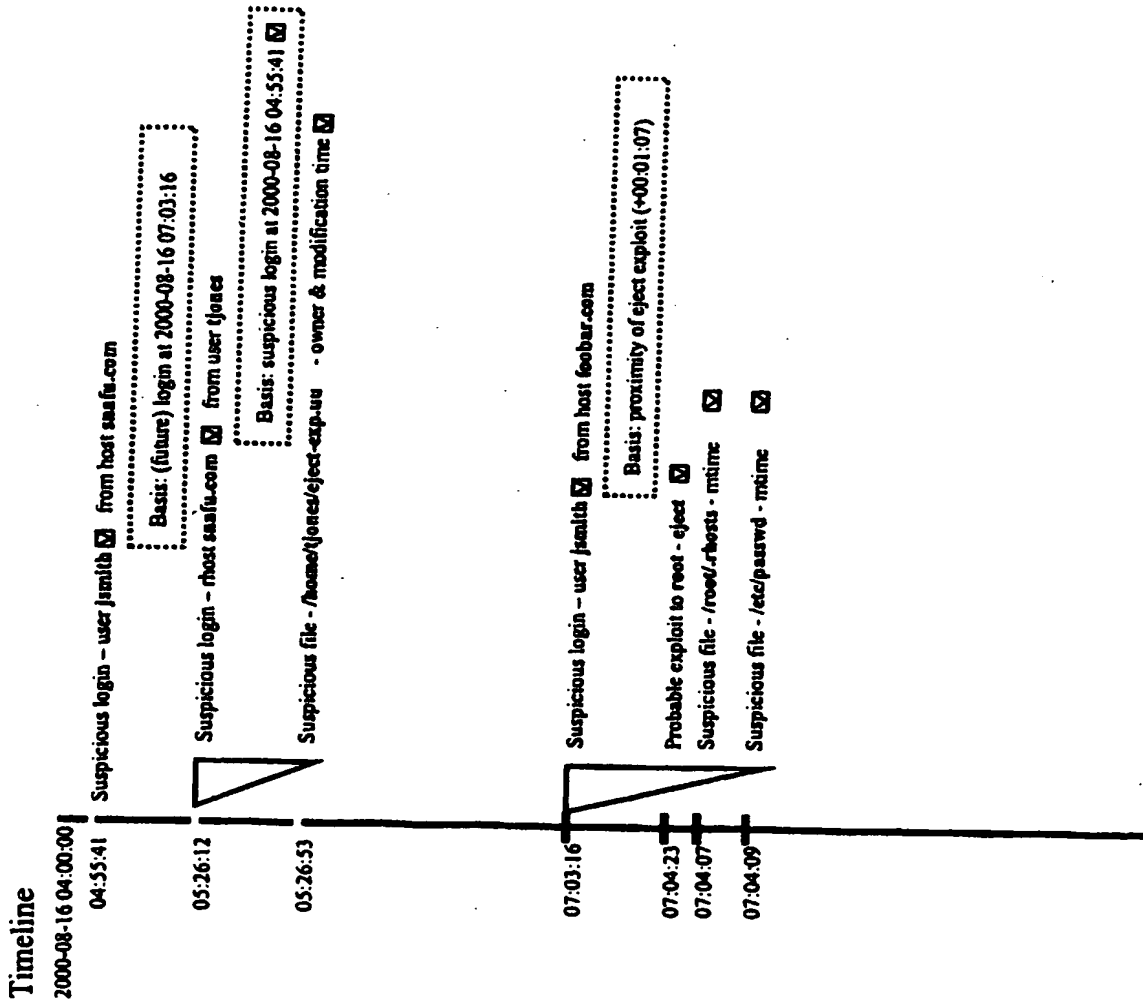 Timeline
2000-08-16 04:00:00
04:55:41 Suspicious login – user jsmith ☑ from host snafu.com
Basis: (future) login at 2000-08-16 07:03:16
05:26:12 Suspicious login – rhost snafu.com ☑ from user tjones
Basis: suspicious login at 2000-08-16 04:55:41 ☑
05:26:53 Suspicious file - /home/tjones/eject-exp.uu - owner & modification time ☑
07:03:16 Suspicious login – user jsmith ☑ from host foobar.com
Basis: proximity of eject exploit (+00:01:07)
07:04:23 Probable exploit to root - eject ☑
07:04:07 Suspicious file - /root/.rhosts - mtime ☑
07:04:09 Suspicious file - /etc/passwd - mtime ☑